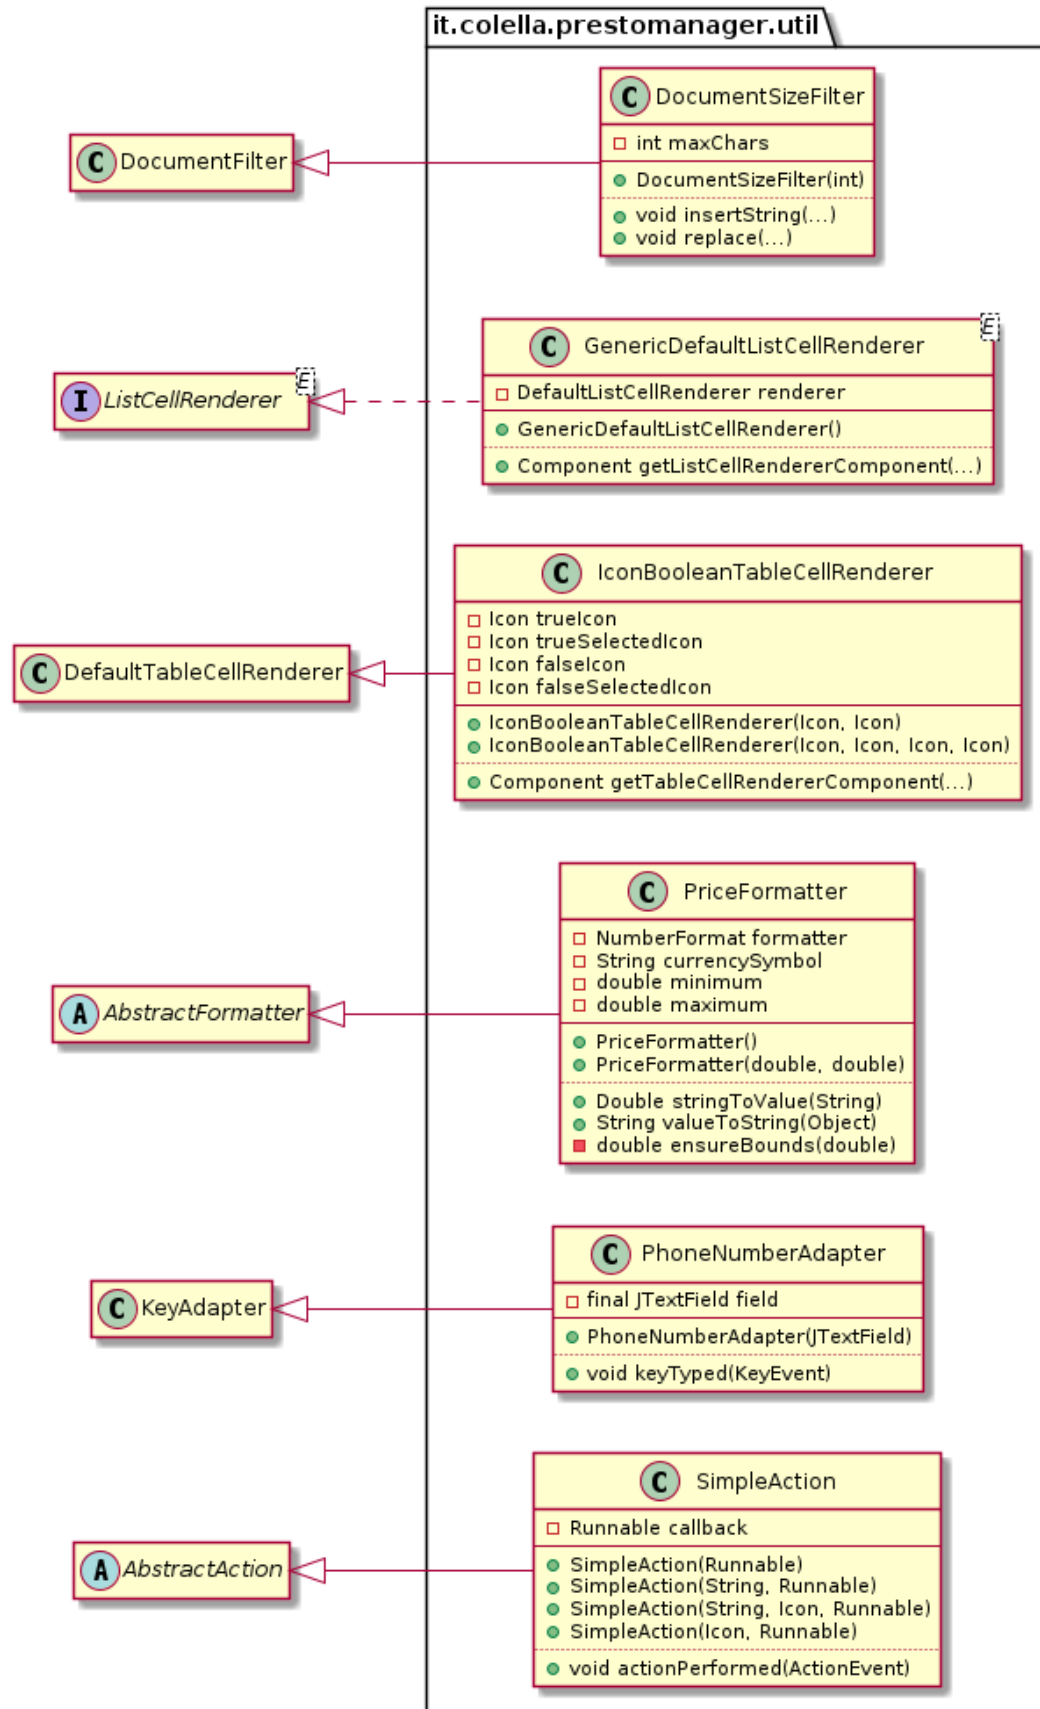 it.colella.prestomanager.util
C DocumentSizeFilter
int maxChars
DocumentSizeFilter(int)
void insertString(...)
void replace(...)
C DocumentFilter
E
C GenericDefaultListCellRenderer
DefaultListCellRenderer renderer
GenericDefaultListCellRenderer()
Component getListCellRendererComponent(...)
E
I ListCellRenderer
C IconBooleanTableCellRenderer
Icon trueIcon
Icon trueSelectedIcon
Icon falseIcon
Icon falseSelectedIcon
IconBooleanTableCellRenderer(Icon, Icon)
IconBooleanTableCellRenderer(Icon, Icon, Icon, Icon)
Component getTableCellRendererComponent(...)
C DefaultTableCellRenderer
C PriceFormatter
NumberFormat formatter
String currencySymbol
double minimum
double maximum
PriceFormatter()
PriceFormatter(double, double)
Double stringToValue(String)
String valueToString(Object)
double ensureBounds(double)
A AbstractFormatter
C PhoneNumberAdapter
final JTextField field
PhoneNumberAdapter(JTextField)
void keyTyped(KeyEvent)
C KeyAdapter
C SimpleAction
Runnable callback
SimpleAction(Runnable)
SimpleAction(String, Runnable)
SimpleAction(String, Icon, Runnable)
SimpleAction(Icon, Runnable)
void actionPerformed(ActionEvent)
A AbstractAction